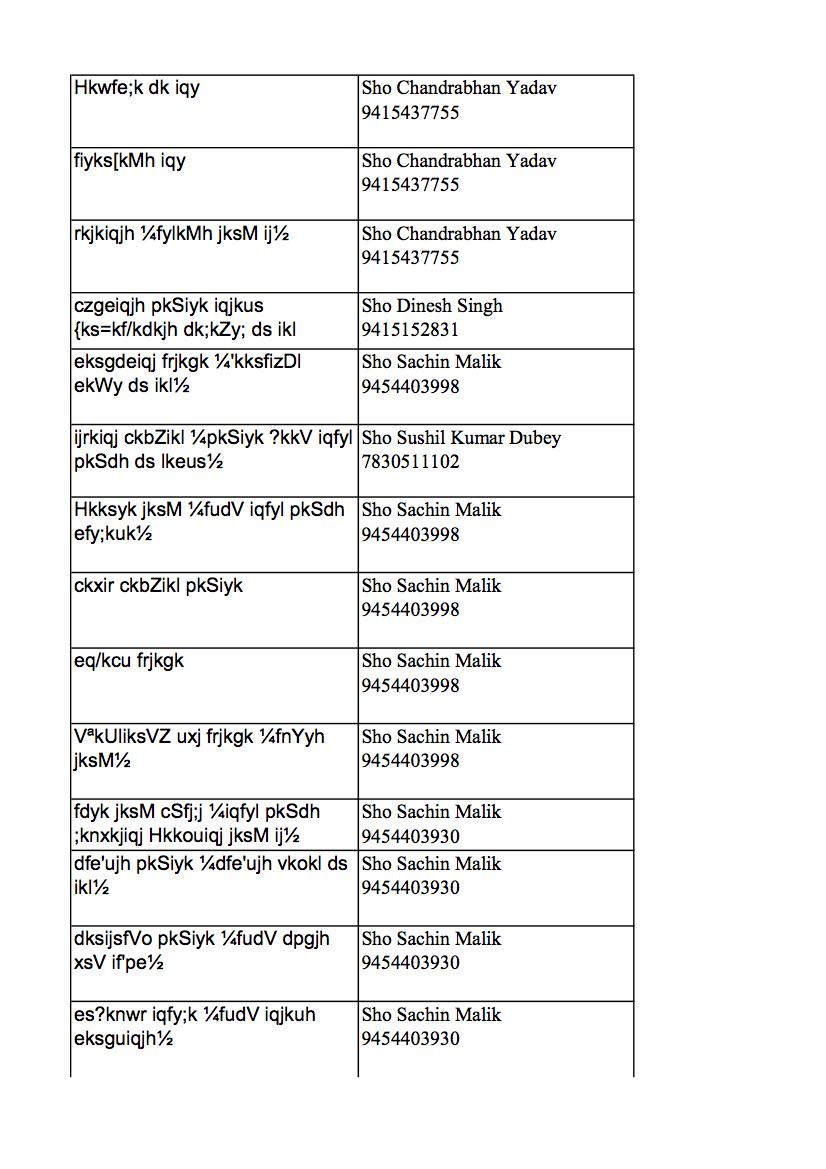 Hkwfe;k dk iqy
Sho Chandrabhan Yadav
9415437755
fiyks[kMh iqy
Sho Chandrabhan Yadav
9415437755
rkjkiqjh ¼fylkMh jksM ij½
Sho Chandrabhan Yadav
9415437755
czgeiqjh pkSiyk iqjkus
{ks=kf/kdkjh dk;kZy; ds ikl
Sho Dinesh Singh
9415152831
eksgdeiqj frjkgk ¼'kksfizDl
ekWy ds ikl½
Sho Sachin Malik
9454403998
ijrkiqj ckbZikl ¼pkSiyk ?kkV iqfyl
pkSdh ds lkeus½
Sho Sushil Kumar Dubey
7830511102
Hkksyk jksM ¼fudV iqfyl pkSdh
efy;kuk½
Sho Sachin Malik
9454403998
ckxir ckbZikl pkSiyk
Sho Sachin Malik
9454403998
eq/kcu frjkgk
Sho Sachin Malik
9454403998
VªkUliksVZ uxj frjkgk ¼fnYyh
jksM½
Sho Sachin Malik
9454403998
fdyk jksM cSfj;j ¼iqfyl pkSdh
;knxkjiqj Hkkouiqj jksM ij½
Sho Sachin Malik
9454403930
dfe'ujh pkSiyk ¼dfe'ujh vkokl ds
ikl½
Sho Sachin Malik
9454403930
dksijsfVo pkSiyk ¼fudV dpgjh
xsV if'pe½
Sho Sachin Malik
9454403930
es?knwr iqfy;k ¼fudV iqjkuh
eksguiqjh½
Sho Sachin Malik
9454403930